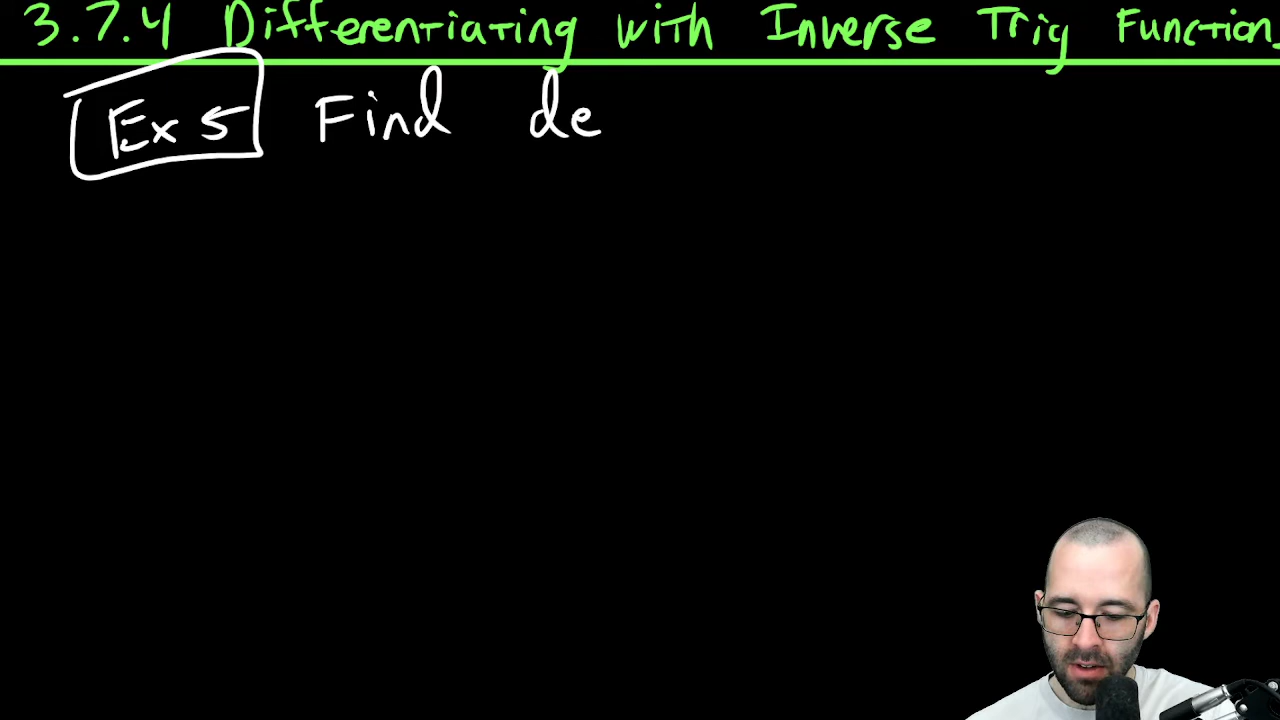 3.7.4 Differentiating with Inverse Trig Function
Ex 5 Find de